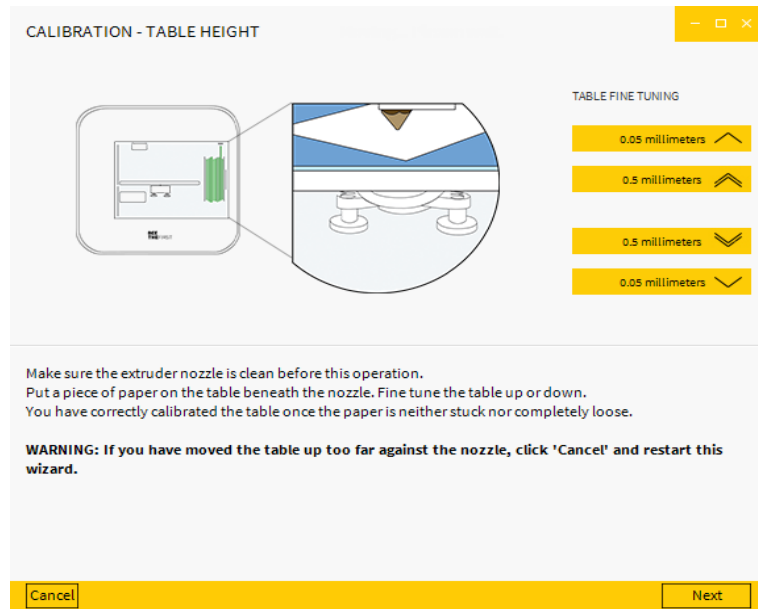 CALIBRATION - TABLE HEIGHT
TABLE FINE TUNING
0.05 millimeters
0.5 millimeters
0.5 millimeters
0.05 millimeters
BEE
THEFIRST
Make sure the extruder nozzle is clean before this operation.
Put a piece of paper on the table beneath the nozzle. Fine tune the table up or down.
You have correctly calibrated the table once the paper is neither stuck nor completely loose.
WARNING: If you have moved the table up too far against the nozzle, click 'Cancel' and restart this
wizard.
Cancel
Next